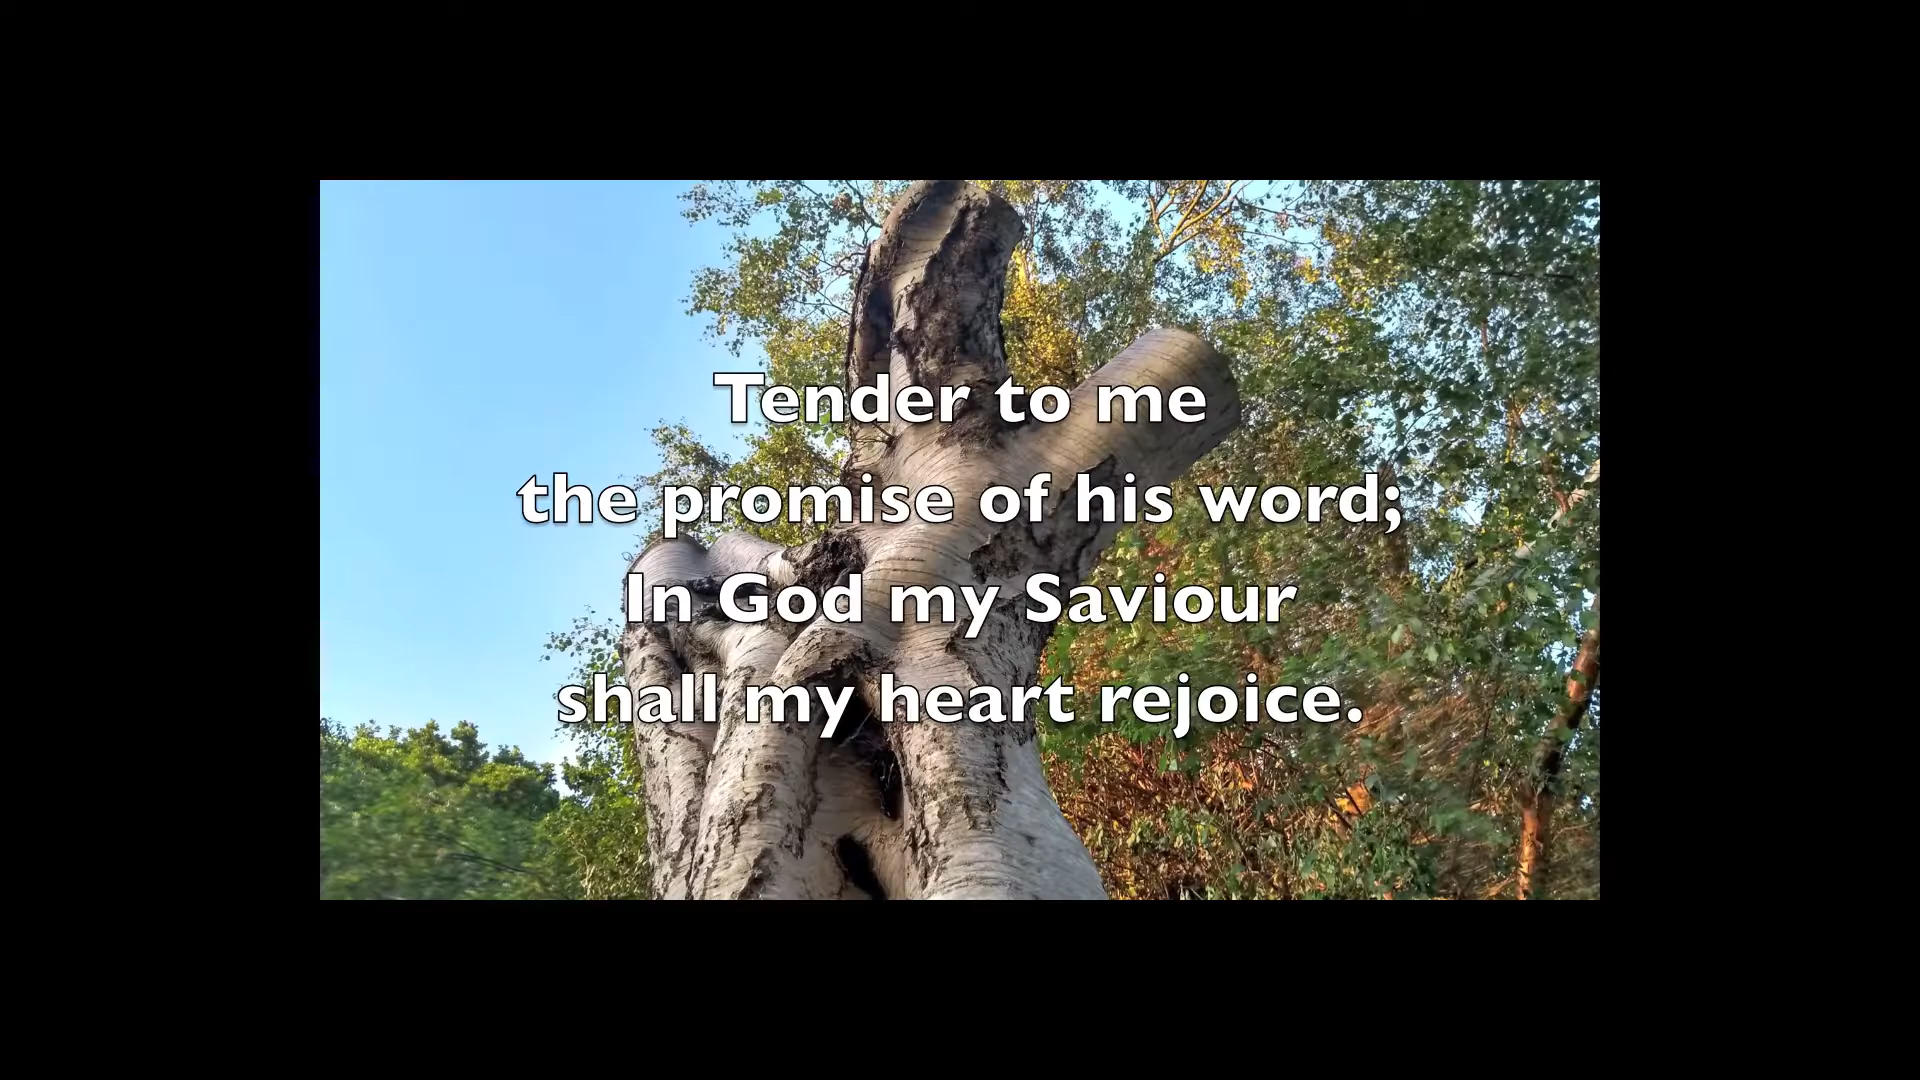 Tender to me
the promise of his word;
In God my Saviour
shall my heart rejoice.